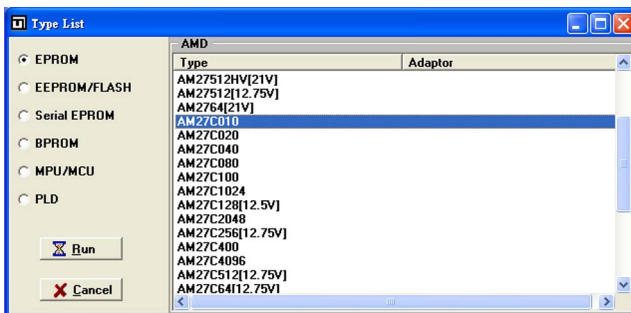 Type List
EPROM
EEPROM/FLASH
Serial EPROM
BPROM
MPU/MCU
PLD
Run
Cancel
AMD
Type Adaptor
AM27512HV[21V]
AM27512[12.75V]
AM2764[21V]
AM27C010
AM27C020
AM27C040
AM27C080
AM27C100
AM27C1024
AM27C128[12.5V]
AM27C2048
AM27C256[12.75V]
AM27C400
AM27C4096
AM27C512[12.75V]
AM27C64[12.75V]